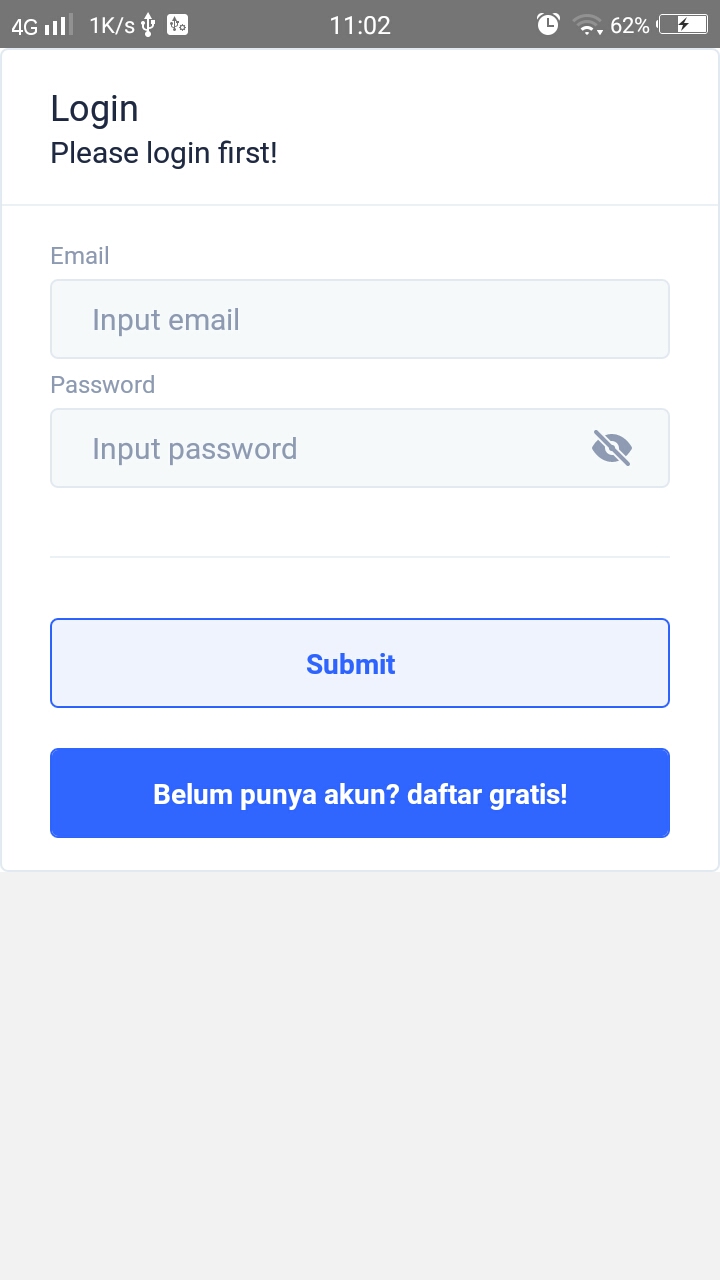 4G 1K/s 11:02 62%
Login
Please login first!
Email
Input email
Password
Input password
Submit
Belum punya akun? daftar gratis!